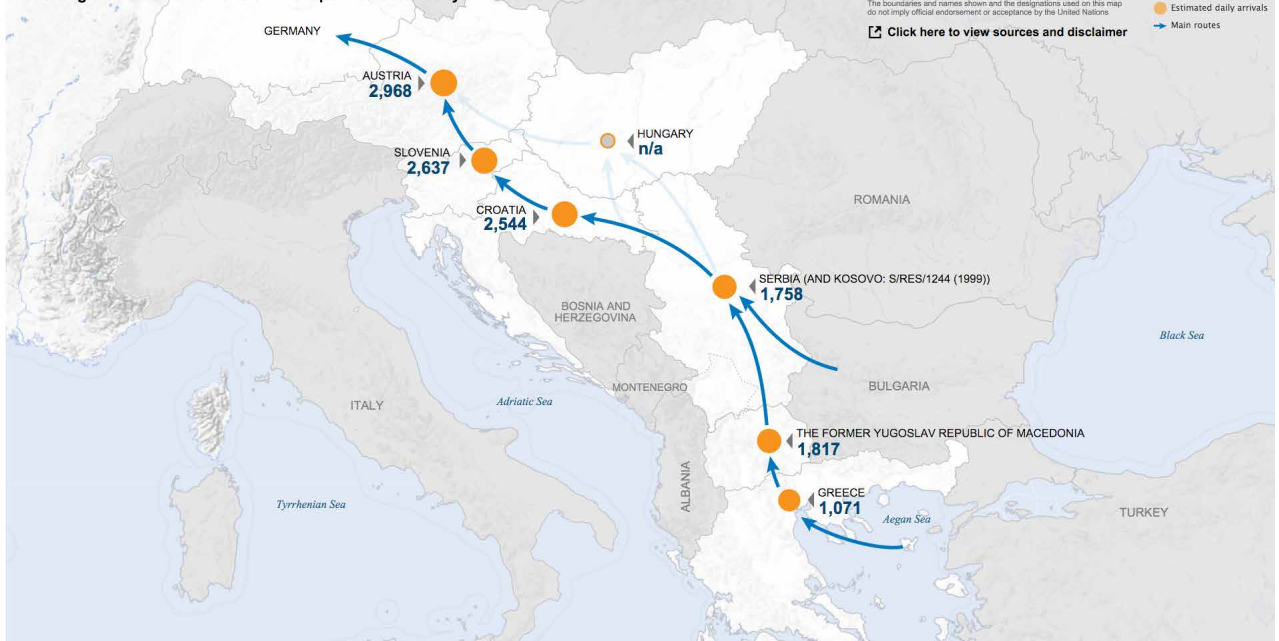 The boundaries and names shown and the designations used on this map
do not imply official endorsement or acceptance by the United Nations
Click here to view sources and disclaimer
Estimated daily arrivals
Main routes
GERMANY
AUSTRIA
2,968
HUNGARY
n/a
SLOVENIA
2,637
CROATIA
2,544
ROMANIA
SERBIA (AND KOSOVO: S/RES/1244 (1999))
1,758
BOSNIA AND
HERZEGOVINA
Black Sea
MONTENEGRO
BULGARIA
ITALY
Adriatic Sea
THE FORMER YUGOSLAV REPUBLIC OF MACEDONIA
1,817
ALBANIA
GREECE
1,071
Tyrrhenian Sea
Aegan Sea
TURKEY